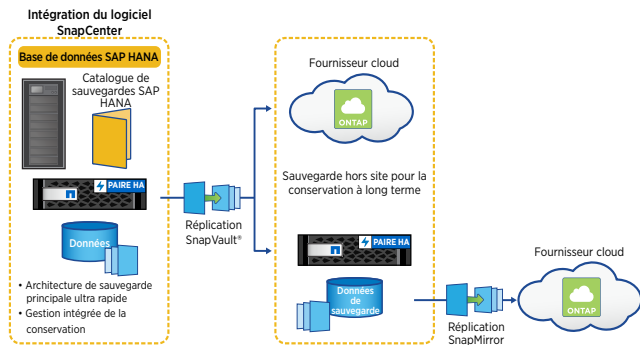 Intégration du logiciel
SnapCenter
Base de données SAP HANA
Catalogue de
sauvegardes SAP
HANA
PAIRE HA
Données
• Architecture de sauvegarde
principale ultra rapide
• Gestion intégrée de la
conservation
Réplication
SnapVault®
Fournisseur cloud
ONTAP
Sauvegarde hors site pour la
conservation à long terme
PAIRE HA
Données
de
sauvegarde
Réplication
SnapMirror
Fournisseur cloud
ONTAP